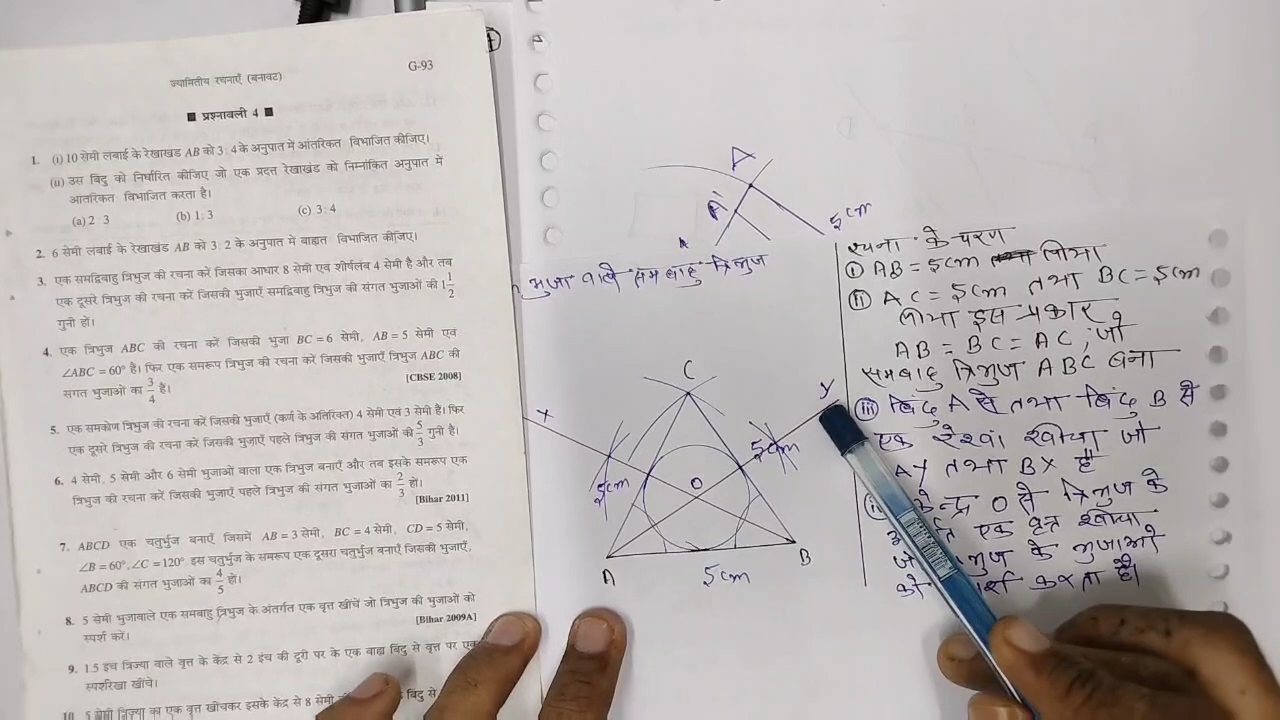 G-93
ज्यामितीय रचनाएँ (बनावट)
■ प्रश्नावली 4 ■
1. (i) 10 सेमी लंबाई के रेखाखंड AB को 3 : 4 के अनुपात में आंतरिकत विभाजित कीजिए।
(ii) उस बिंदु को निर्धारित कीजिए जो एक प्रदत्त रेखाखंड को निम्नांकित अनुपात में
आंतरिकत विभाजित करता है।
(a) 2 3 (b) 1. 3 (c) 3: 4
2. 6 सेमी लंबाई के रेखाखंड AB को 3 : 2 के अनुपात में बाह्यत विभाजित कीजिए।
3. एक समद्विबाहु त्रिभुज की रचना करें जिसका आधार 8 सेमी एव शीर्षलंब 4 सेमी है और तब
एक दूसरे त्रिभुज की रचना करें जिसकी भुजाएँ समद्विबाहु त्रिभुज की संगत भुजाओं की 1 1/2
गुनी हों।
4. एक त्रिभुज ABC की रचना करें जिसकी भुजा BC = 6 सेमी, AB = 5 सेमी एवं
∠ABC = 60° है। फिर एक समरूप त्रिभुज की रचना करें जिसकी भुजाएँ त्रिभुज ABC की
संगत भुजाओं का 3/4 हैं। [CBSE 2008]
5. एक समकोण त्रिभुज की रचना करें जिसकी भुजाएँ (कर्ण के अतिरिक्त) 4 सेमी एवं 3 सेमी हैं। फिर
एक दूसरे त्रिभुज की रचना करें जिसकी भुजाएँ पहले त्रिभुज की संगत भुजाओं की 5/3 गुनी है।
6. 4 सेमी, 5 सेमी और 6 सेमी भुजाओं वाला एक त्रिभुज बनाएँ और तब इसके समरूप एक
त्रिभुज की रचना करें जिसकी भुजाएँ पहले त्रिभुज की संगत भुजाओं का 2/3 हों।
[Bihar 2011]
7. ABCD एक चतुर्भुज बनाएँ जिसमें AB = 3 सेमी, BC = 4 सेमी, CD = 5 सेमी,
∠B = 60°, ∠C = 120° इस चतुर्भुज के समरूप एक दूसरा चतुर्भुज बनाएँ जिसकी भुजाएँ,
ABCD की संगत भुजाओं का 4/5 हो।
8. 5 सेमी भुजावाले एक समबाहु त्रिभुज के अंतर्गत एक वृत्त खींचें जो त्रिभुज की भुजाओं को
स्पर्श करे। [Bihar 2009A]
9. 1.5 इंच त्रिज्या वाले वृत्त के केंद्र से 2 इंच की दूरी पर के एक बाह्य बिंदु से वृत्त पर एक
स्पर्शरेखा खींचे।
10. 5 सेमी त्रिज्या का एक वृत्त खींचकर इसके केंद्र से 8 सेमी बिंदु से
A
5cm
भुजा वाले समबाहु त्रिभुज
C
X
Y
5cm
5cm
O
A
B
5cm
रचना के चरण
(i) AB = 5cm लिया
(ii) AC = 5cm तथा BC = 5cm
लिया इस प्रकार
AB = BC = AC, जो
समबाहु त्रिभुज ABC बना
(iii) बिंदु A से तथा बिंदु B से
एक रेखा खींचा जो
AY तथा BX है
केन्द्र O से त्रिभुज के
एक वृत्त खींचा
के भुजाओं
को करता है।